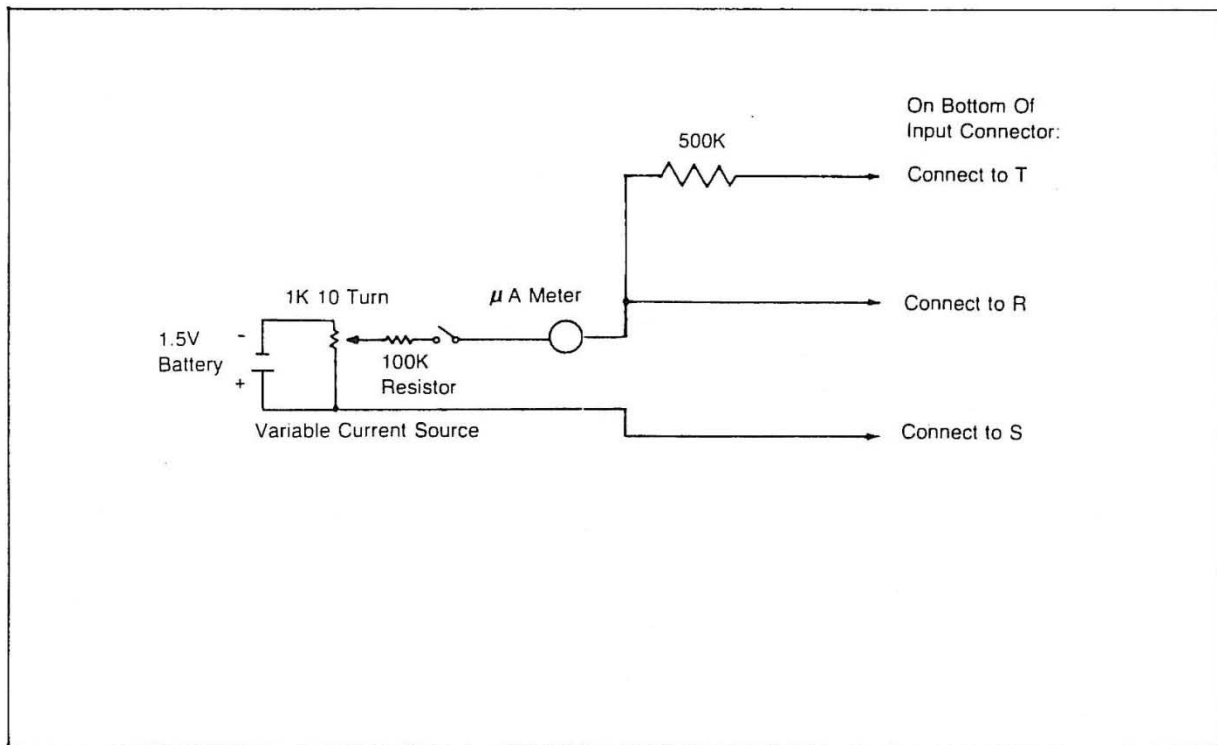 On Bottom Of
Input Connector:
500K
Connect to T
1K 10 Turn
μA Meter
Connect to R
1.5V
Battery
-
+
100K
Resistor
Variable Current Source
Connect to S